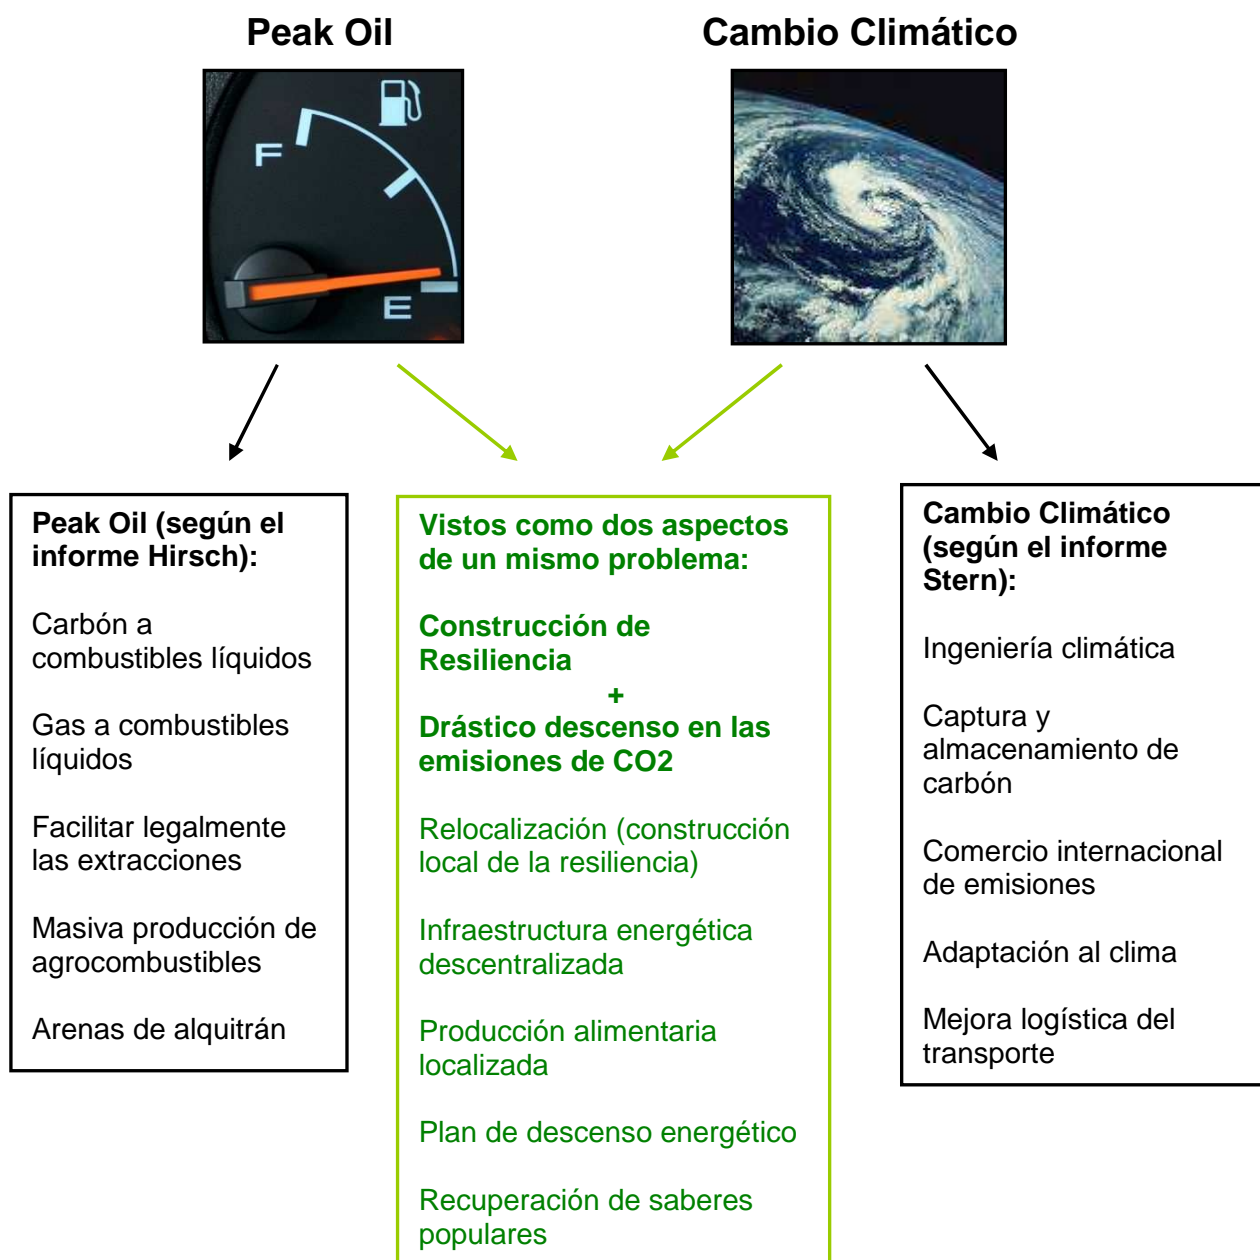 Peak Oil
Cambio Climático
F
E
Peak Oil (según el
informe Hirsch):
Carbón a
combustibles líquidos
Gas a combustibles
líquidos
Facilitar legalmente
las extracciones
Masiva producción de
agrocombustibles
Arenas de alquitrán
Vistos como dos aspectos
de un mismo problema:
Construcción de
Resiliencia
+
Drástico descenso en las
emisiones de CO2
Relocalización (construcción
local de la resiliencia)
Infraestructura energética
descentralizada
Producción alimentaria
localizada
Plan de descenso energético
Recuperación de saberes
populares
Cambio Climático
(según el informe
Stern):
Ingeniería climática
Captura y
almacenamiento de
carbón
Comercio internacional
de emisiones
Adaptación al clima
Mejora logística del
transporte